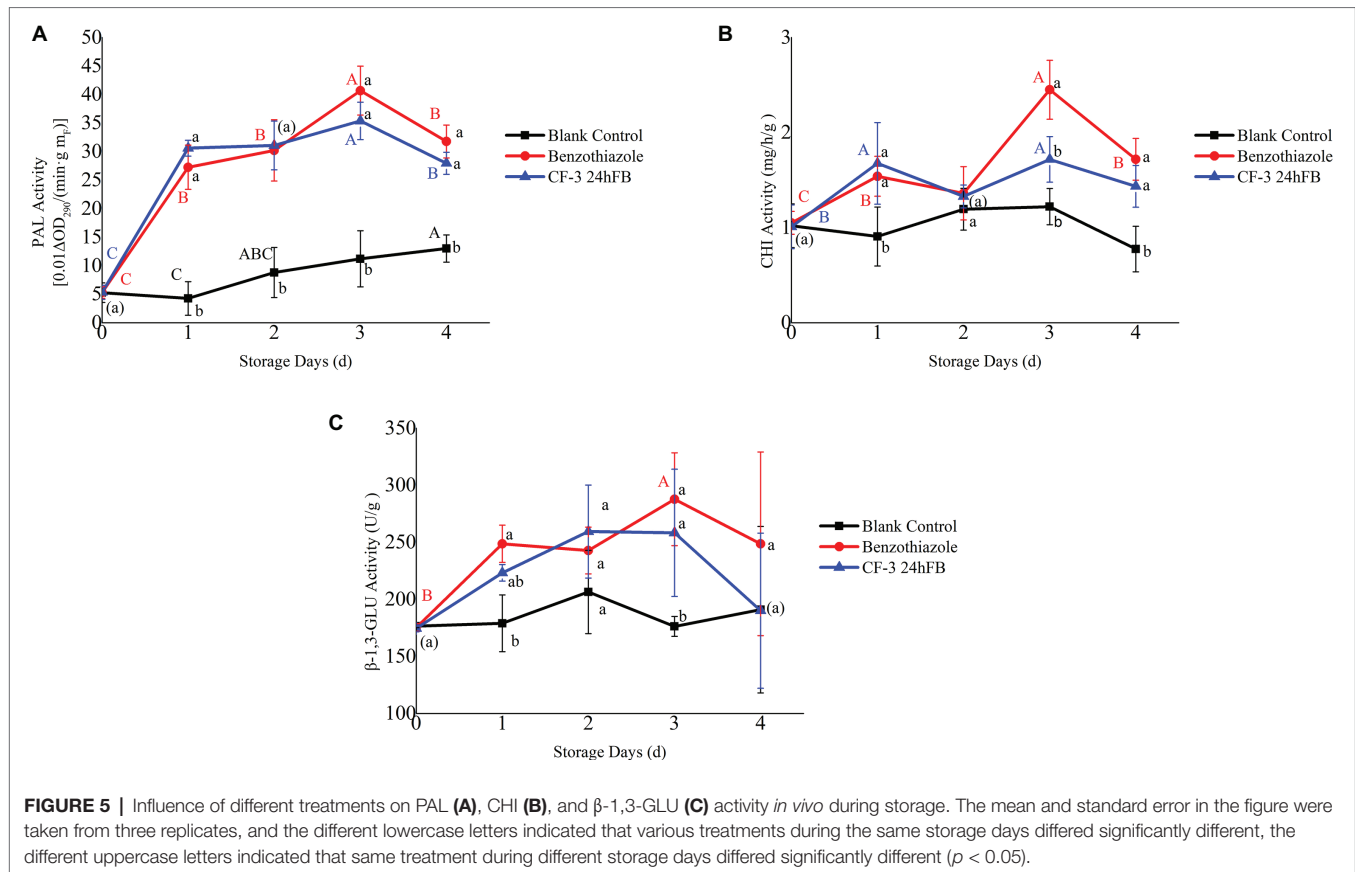 A
PAL Activity
[0.01ΔOD290/(min·g mF)]
50
45
40
35
30
25
20
15
10
5
0
C
C
(a)
a
a
B
C
b
B
(a)
ABC
b
A
a
a
A
b
B
a
a
B
A
b
0 1 2 3 4
Storage Days (d)
Blank Control
Benzothiazole
CF-3 24hFB
B
CHI Activity (mg/h/g )
3
2
1
0
C
B
(a)
A
a
B
b
(a)
a
A
a
A
b
b
B
a
a
b
0 1 2 3 4
Storage Days (d)
Blank Control
Benzothiazole
CF-3 24hFB
C
β-1,3-GLU Activity (U/g )
350
300
250
200
150
100
B
(a)
a
ab
b
a
a
a
A
a
a
b
a
(a)
0 1 2 3 4
Storage Days (d)
Blank Control
Benzothiazole
CF-3 24hFB
FIGURE 5 | Influence of different treatments on PAL (A), CHI (B), and β-1,3-GLU (C) activity in vivo during storage. The mean and standard error in the figure were
taken from three replicates, and the different lowercase letters indicated that various treatments during the same storage days differed significantly different, the
different uppercase letters indicated that same treatment during different storage days differed significantly different (p < 0.05).